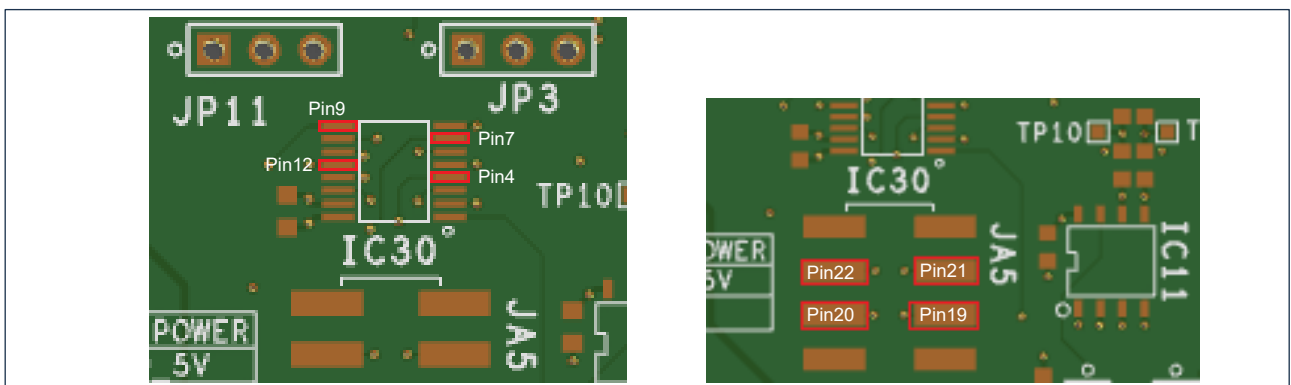 JP11
JP3
Pin9
Pin7
Pin12
Pin4
TP10
IC30
JA5
POWER
5V
TP10
T
IC30
JA5
IC11
OWER
5V
Pin22
Pin21
Pin20
Pin19